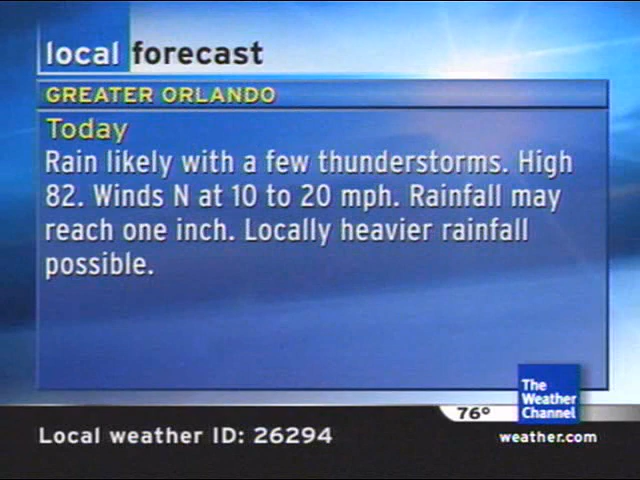 local forecast
GREATER ORLANDO
Today
Rain likely with a few thunderstorms. High
82. Winds N at 10 to 20 mph. Rainfall may
reach one inch. Locally heavier rainfall
possible.
76°
The
Weather
Channel
Local weather ID: 26294
weather.com